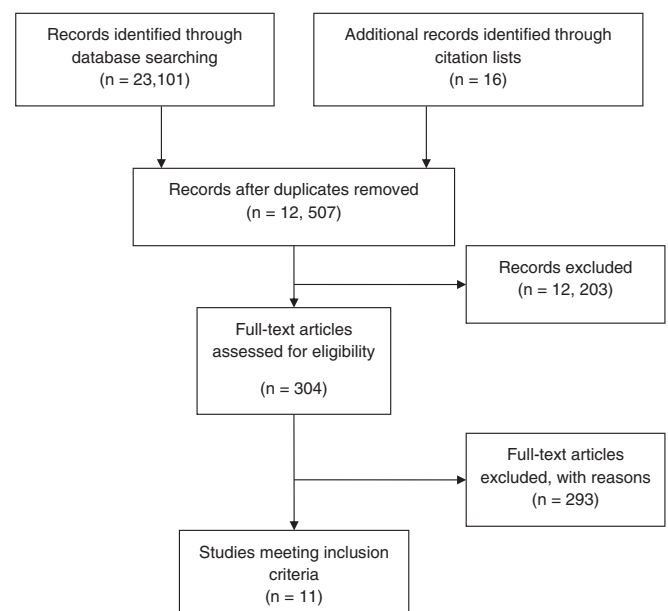 Records identified through
database searching
(n = 23,101)
Additional records identified through
citation lists
(n = 16)
Records after duplicates removed
(n = 12, 507)
Records excluded
(n = 12, 203)
Full-text articles
assessed for eligibility
(n = 304)
Full-text articles
excluded, with reasons
(n = 293)
Studies meeting inclusion
criteria
(n = 11)